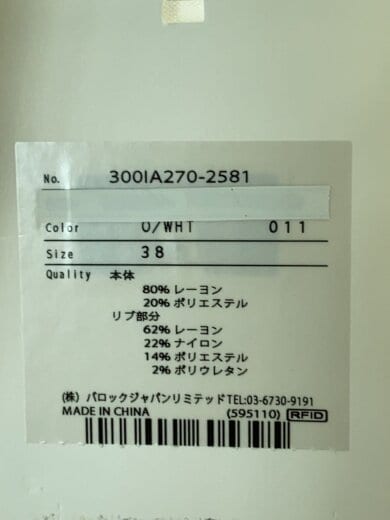 No. 300IA270-2581
Color O/WHT 011
Size 38
Quality 本体
80% レーヨン
20% ポリエステル
リブ部分
62% レーヨン
22% ナイロン
14% ポリエステル
2% ポリウレタン
(株) バロックジャパンリミテッドTEL:03-6730-9191
MADE IN CHINA (595110) RFID